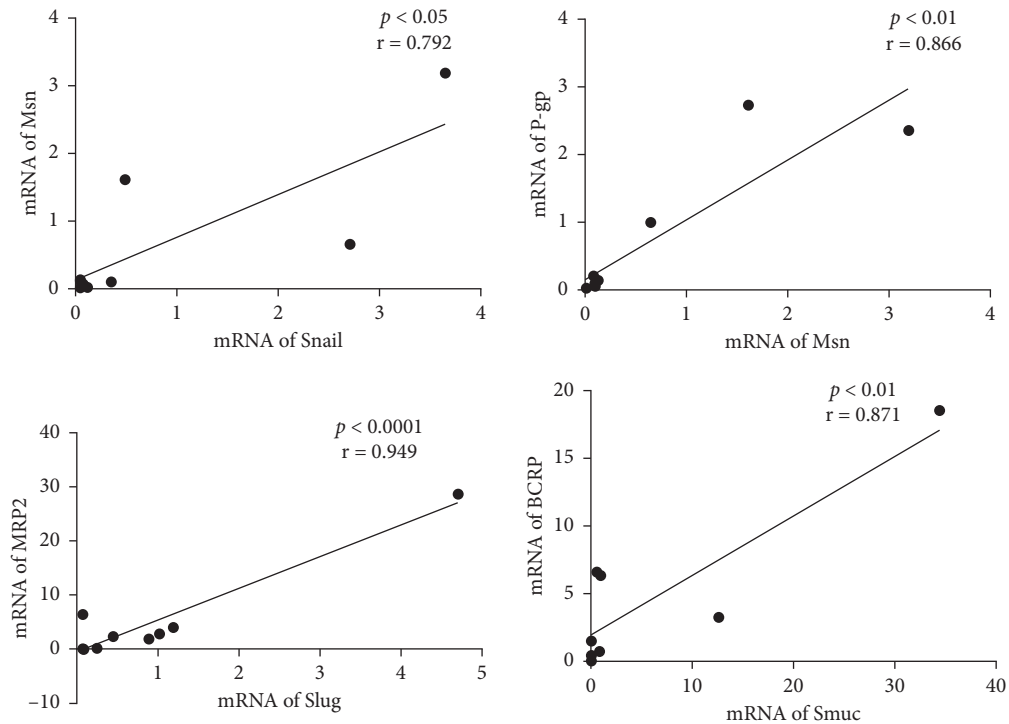 p < 0.05
r = 0.792
4
3
2
1
0
mRNA of Msn
0
1
2
3
4
mRNA of Snail
p < 0.01
r = 0.866
4
3
2
1
0
mRNA of P-gp
0
1
2
3
4
mRNA of Msn
p < 0.0001
r = 0.949
40
30
20
10
0
−10
mRNA of MRP2
1
2
3
4
5
mRNA of Slug
p < 0.01
r = 0.871
20
15
10
5
0
mRNA of BCRP
0
10
20
30
40
mRNA of Smuc